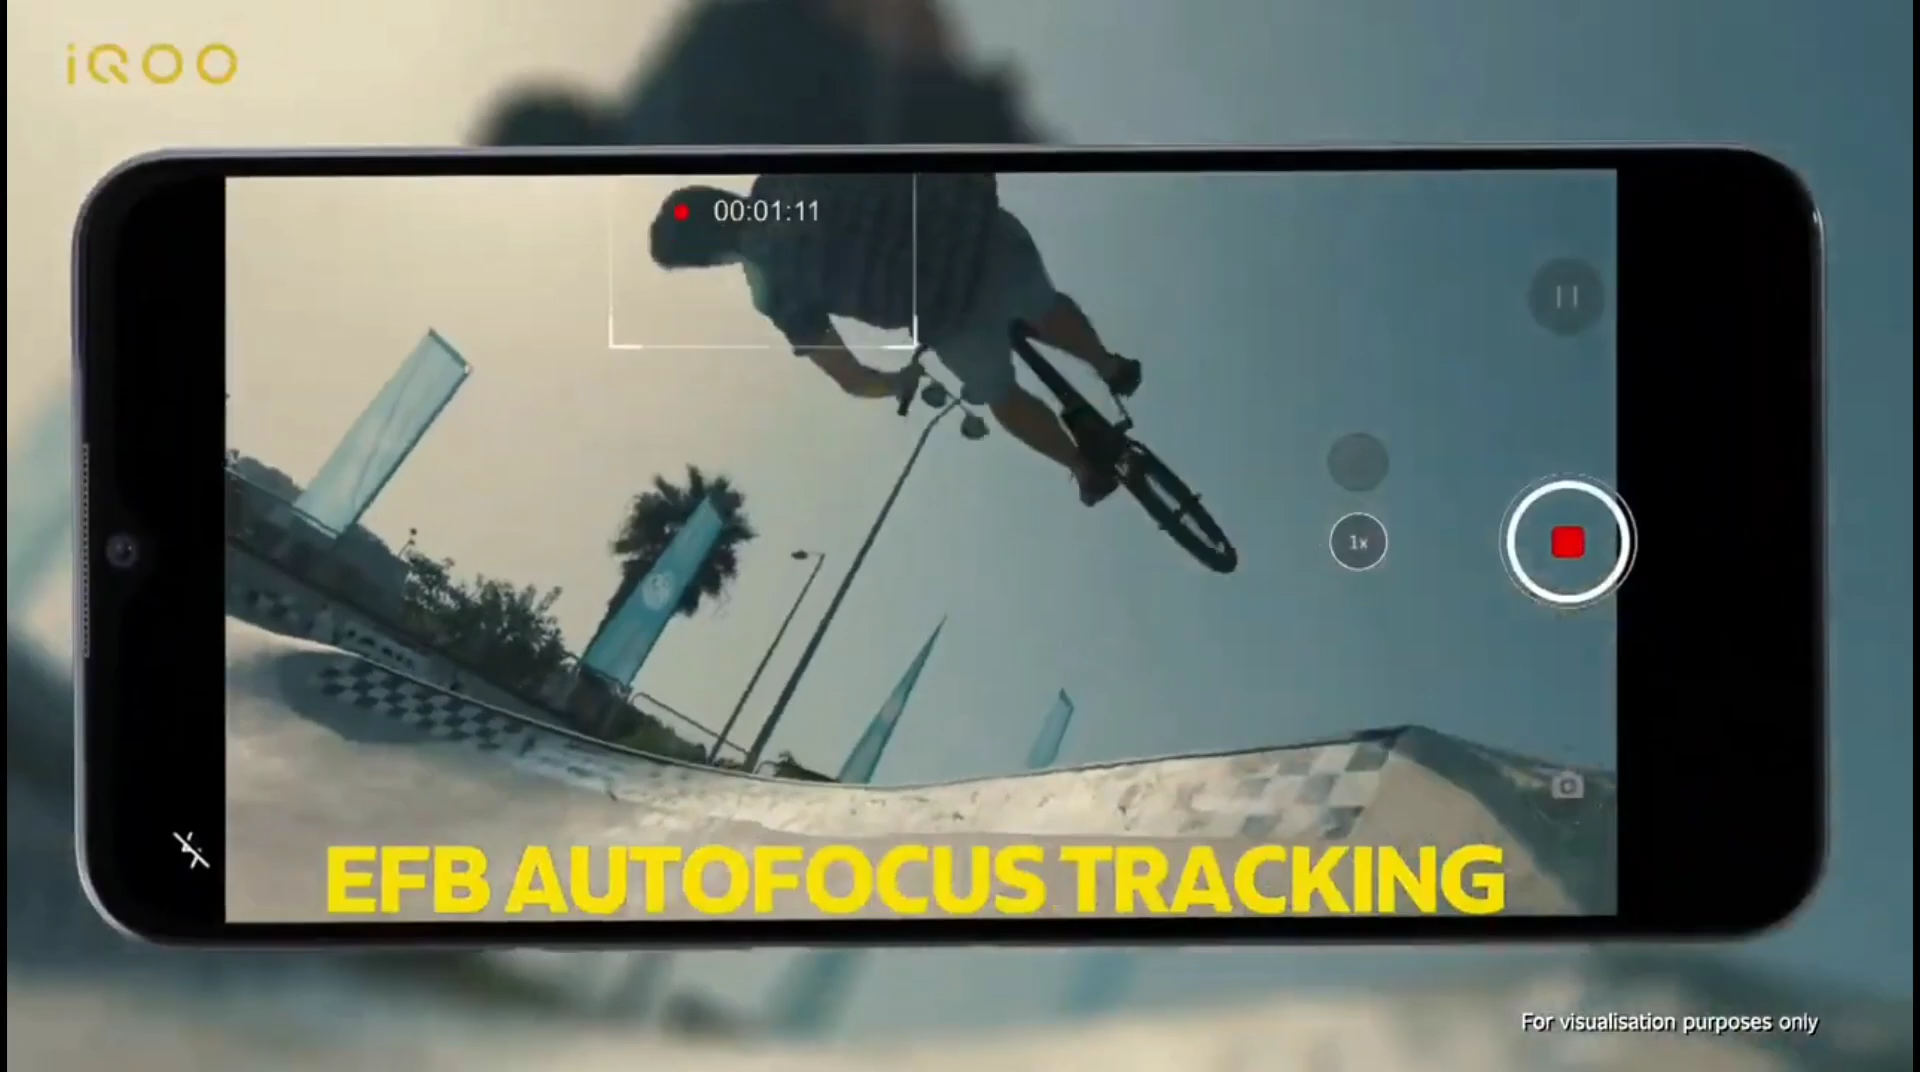 iQOO
00:01:11
1x
EFB AUTOFOCUS TRACKING
For visualisation purposes only